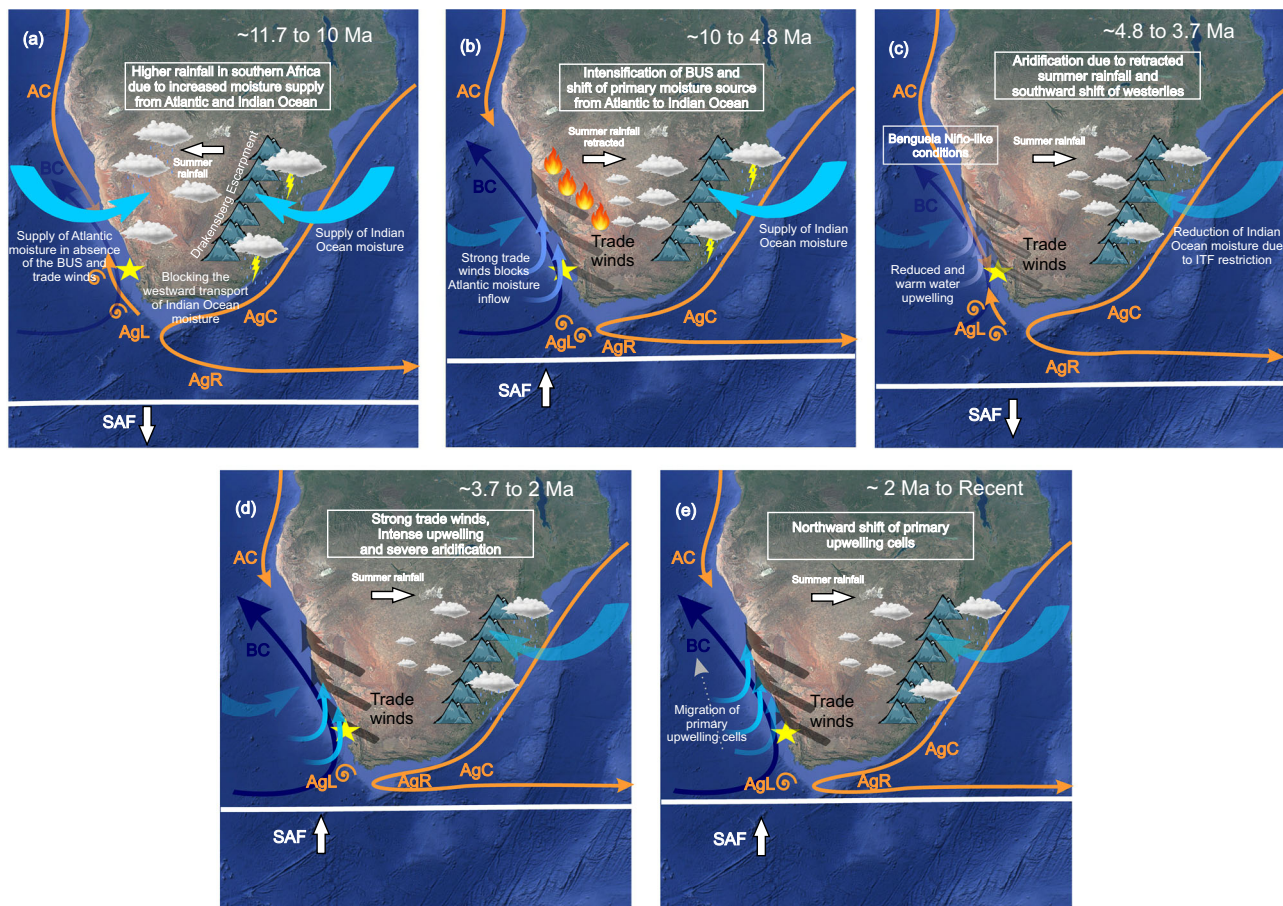 (a)
~11.7 to 10 Ma
Higher rainfall in southern Africa
due to increased moisture supply
from Atlantic and Indian Ocean
AC
Summer
rainfall
Drakensberg Escarpment
BC
Supply of Atlantic
moisture in absence
of the BUS and
trade winds
Supply of Indian
Ocean moisture
Blocking the
westward transport
of Indian Ocean
moisture
AgL
AgC
AgR
SAF
(b)
~10 to 4.8 Ma
Intensification of BUS and
shift of primary moisture source
from Atlantic to Indian Ocean
AC
Summer rainfall
retracted
BC
Trade
winds
Supply of Indian
Ocean moisture
Strong trade
winds blocks
Atlantic moisture
inflow
AgC
AgL
AgR
SAF
(c)
~4.8 to 3.7 Ma
Aridification due to retracted
summer rainfall and
southward shift of westerlies
AC
Benguela Niño-like
conditions
Summer rainfall
BC
Trade
winds
Reduction of Indian
Ocean moisture due
to ITF restriction
Reduced and
warm water
upwelling
AgL
AgC
AgR
SAF
(d)
~3.7 to 2 Ma
Strong trade winds,
Intense upwelling
and severe aridification
AC
Summer rainfall
BC
Trade
winds
AgC
AgL
AgR
SAF
(e)
~ 2 Ma to Recent
Northward shift of primary
upwelling cells
AC
Summer rainfall
BC
Migration of
primary
upwelling cells
Trade
winds
AgC
AgL
AgR
SAF